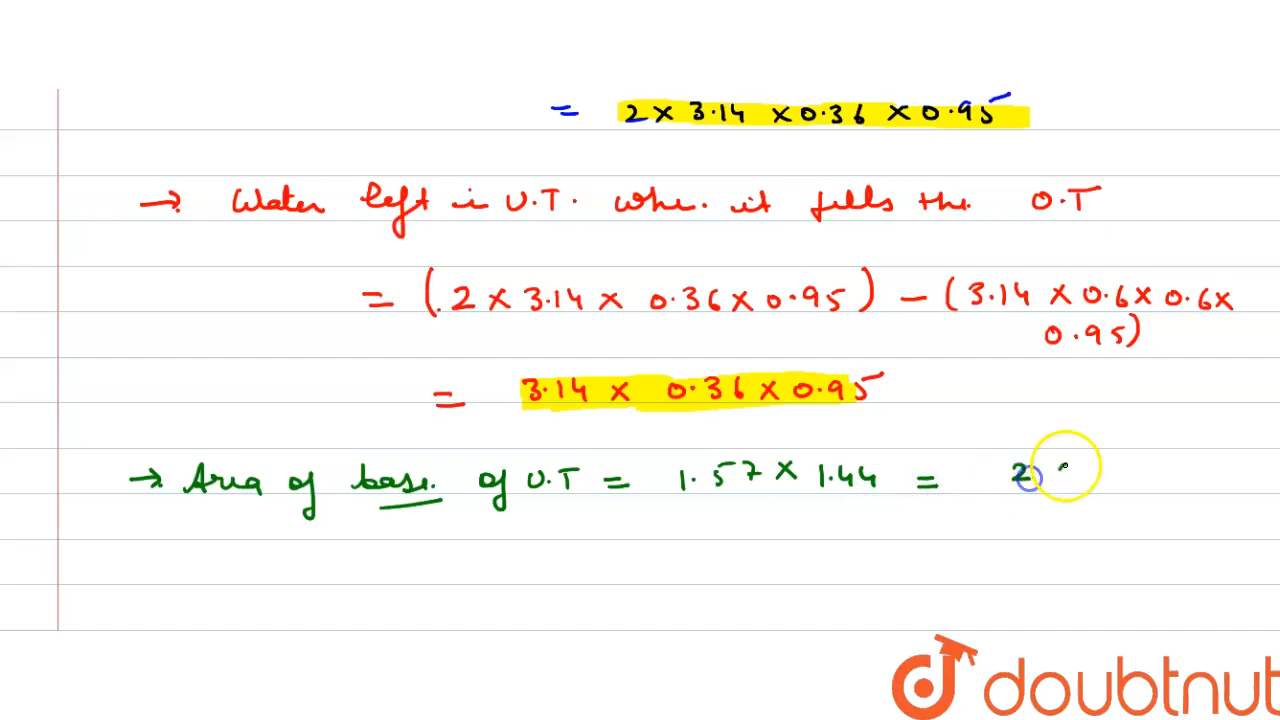 = 2 × 3.14 × 0.36 × 0.95
→ Water left in U.T. when it fills the O.T
= (2 × 3.14 × 0.36 × 0.95) − (3.14 × 0.6 × 0.6 ×
0.95)
= 3.14 × 0.36 × 0.95
→ Area of base of U.T = 1.57 × 1.44 = 2
doubtnut